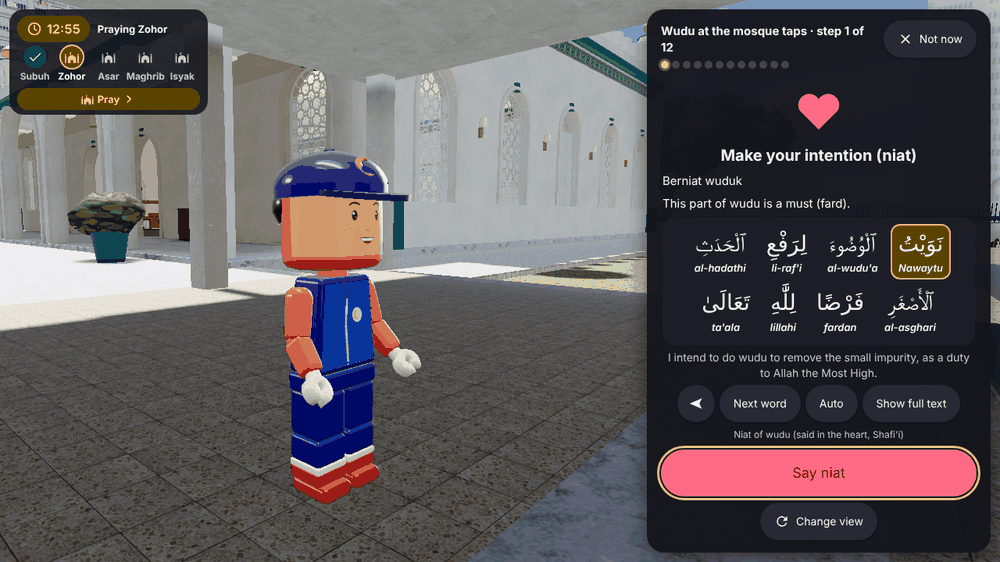 12:55 Praying Zohor
Subuh Zohor Asar Maghrib Isyak
Pray
Wudu at the mosque taps · step 1 of
12
Not now
Make your intention (niat)
Berniat wuduk
This part of wudu is a must (fard).
نَوَيْتُ ٱلْوُضُوءَ لِرَفْعِ ٱلْحَدَثِ
Nawaytu al-wudu'a li-raf'i al-hadathi
ٱلْأَصْغَرِ فَرْضًا لِلَّٰهِ تَعَالَىٰ
al-asghari fardan lillahi ta'ala
I intend to do wudu to remove the small impurity, as a duty
to Allah the Most High.
Next word Auto Show full text
Niat of wudu (said in the heart, Shafi'i)
Say niat
Change view